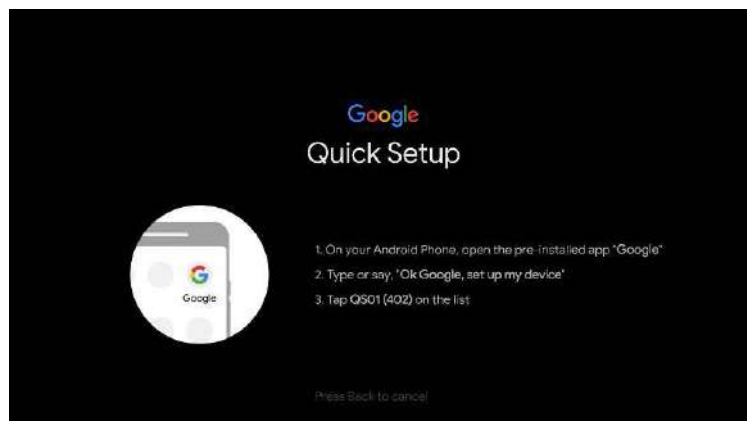 Google
Quick Setup
1. On your Android Phone, open the pre-installed app "Google"
2. Type or say, "Ok Google, set up my device"
3. Tap QS01 (402) on the list
Google
Press Back to cancel